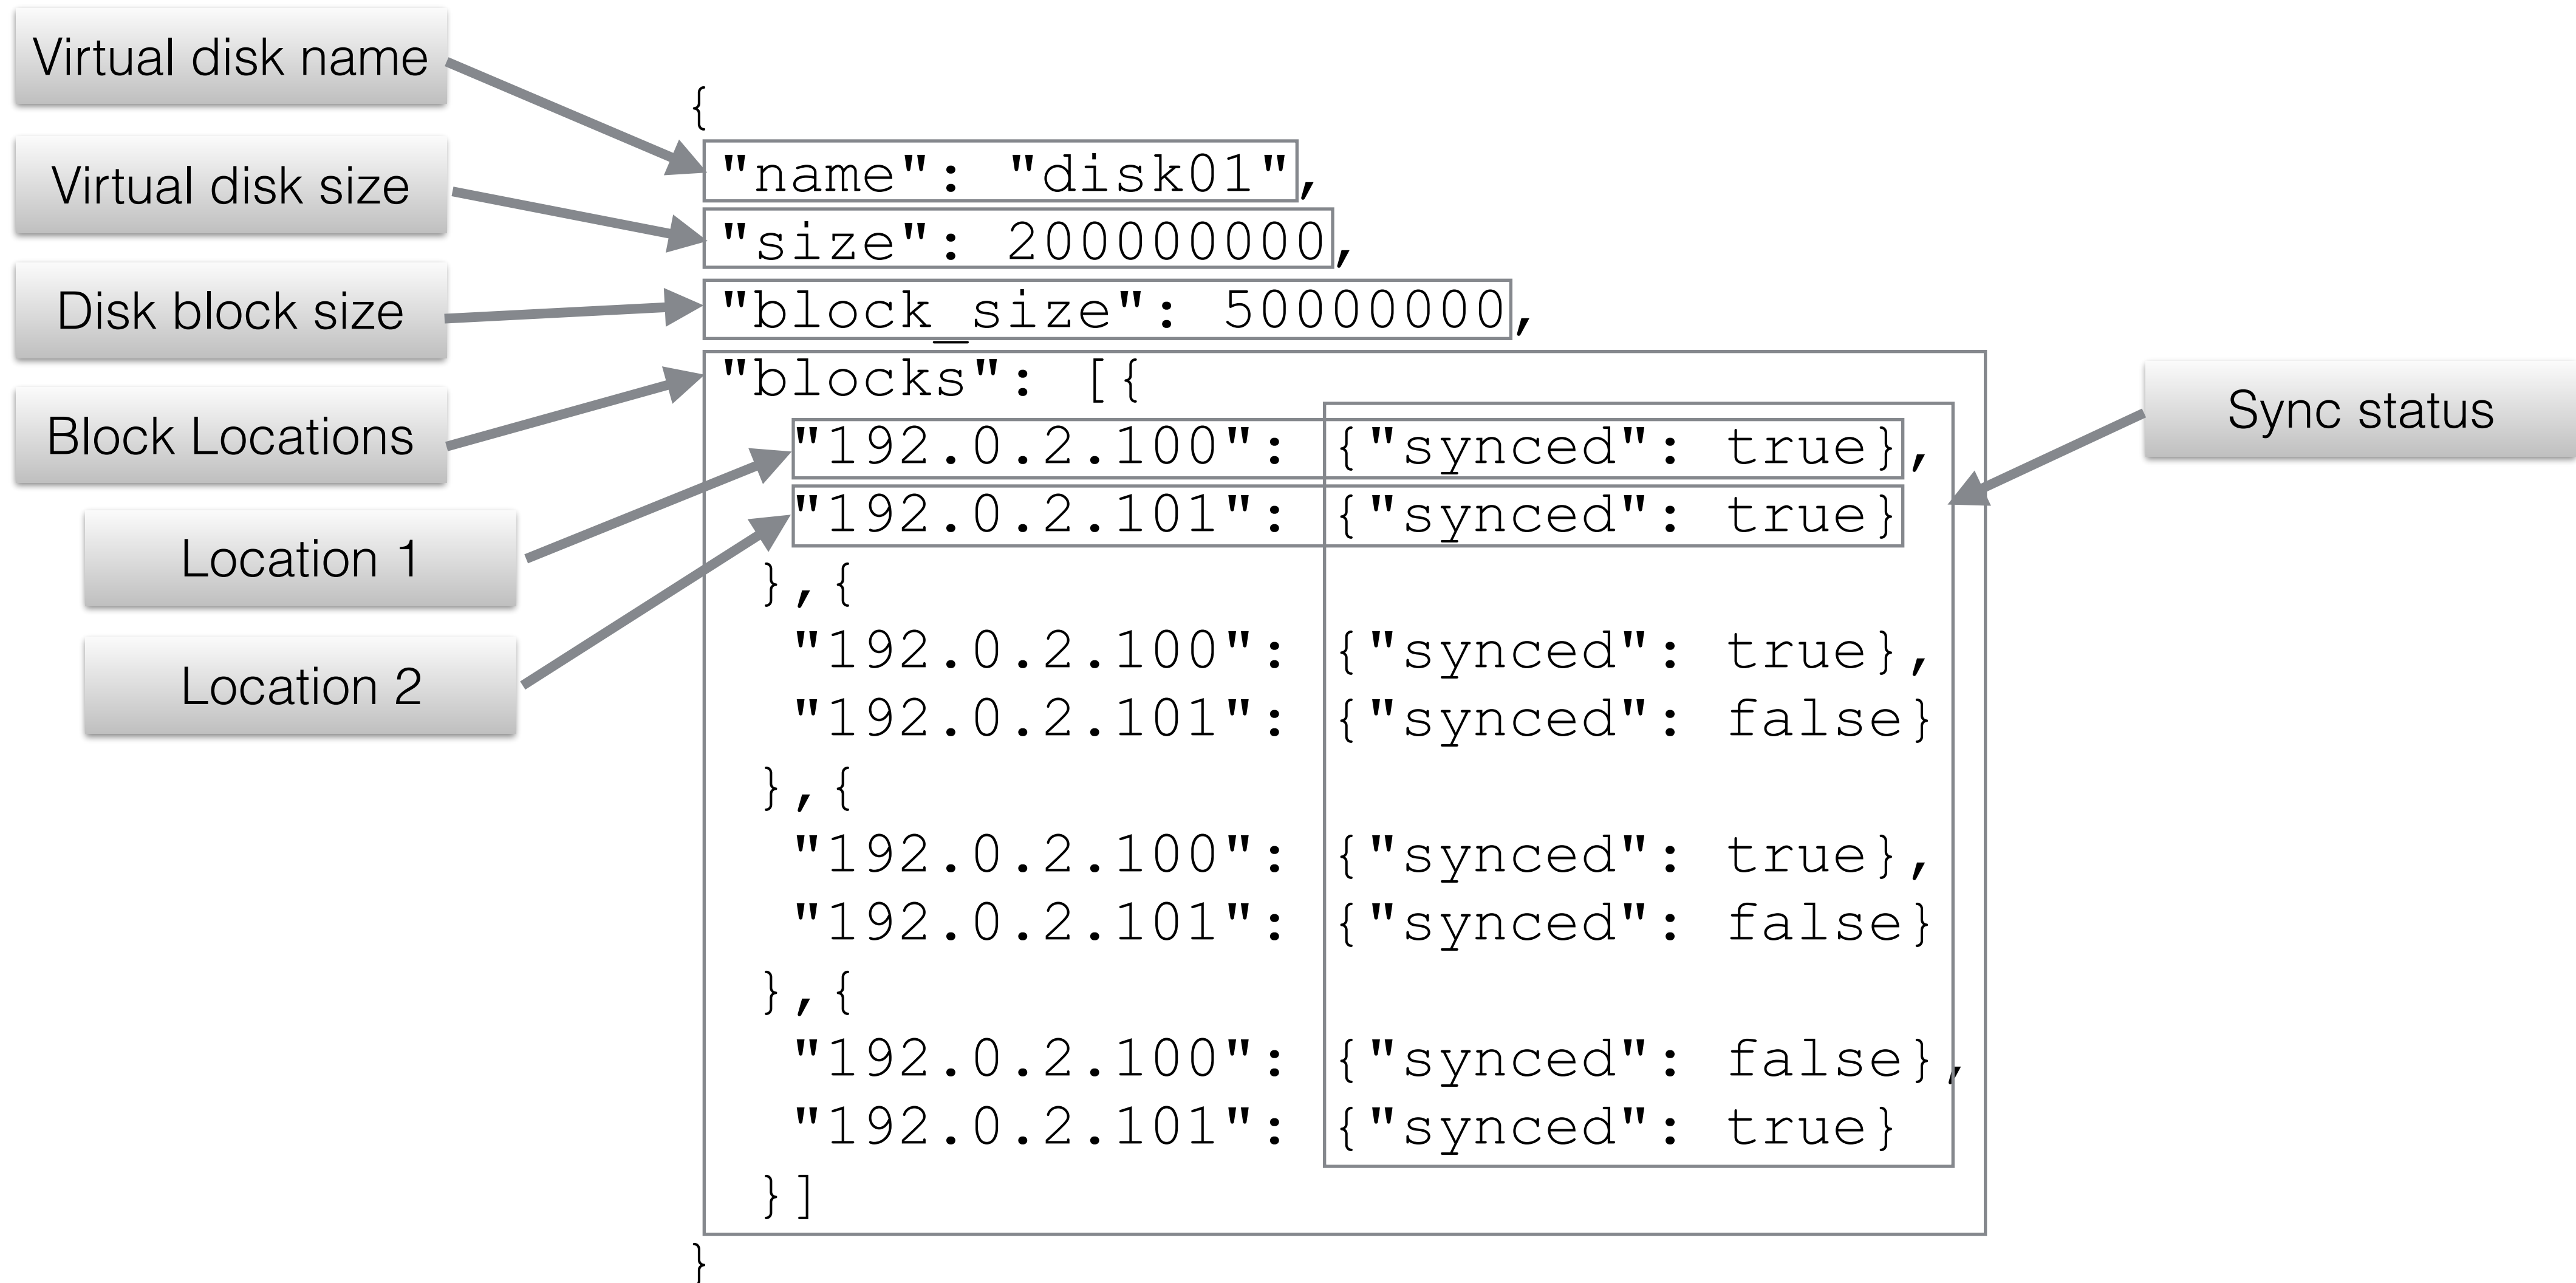 Virtual disk name
Virtual disk size
Disk block size
Block Locations
Location 1
Location 2
{
"name": "disk01",
"size": 200000000,
"block_size": 50000000,
"blocks": [{
"192.0.2.100": {"synced": true},
"192.0.2.101": {"synced": true}
},{
"192.0.2.100": {"synced": true},
"192.0.2.101": {"synced": false}
},{
"192.0.2.100": {"synced": true},
"192.0.2.101": {"synced": false}
},{
"192.0.2.100": {"synced": false},
"192.0.2.101": {"synced": true}
}]
}
Sync status